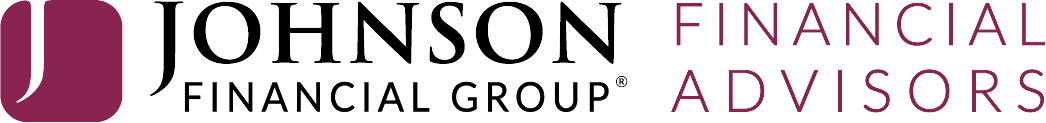 J
JOHNSON
FINANCIAL GROUP®
FINANCIAL
ADVISORS